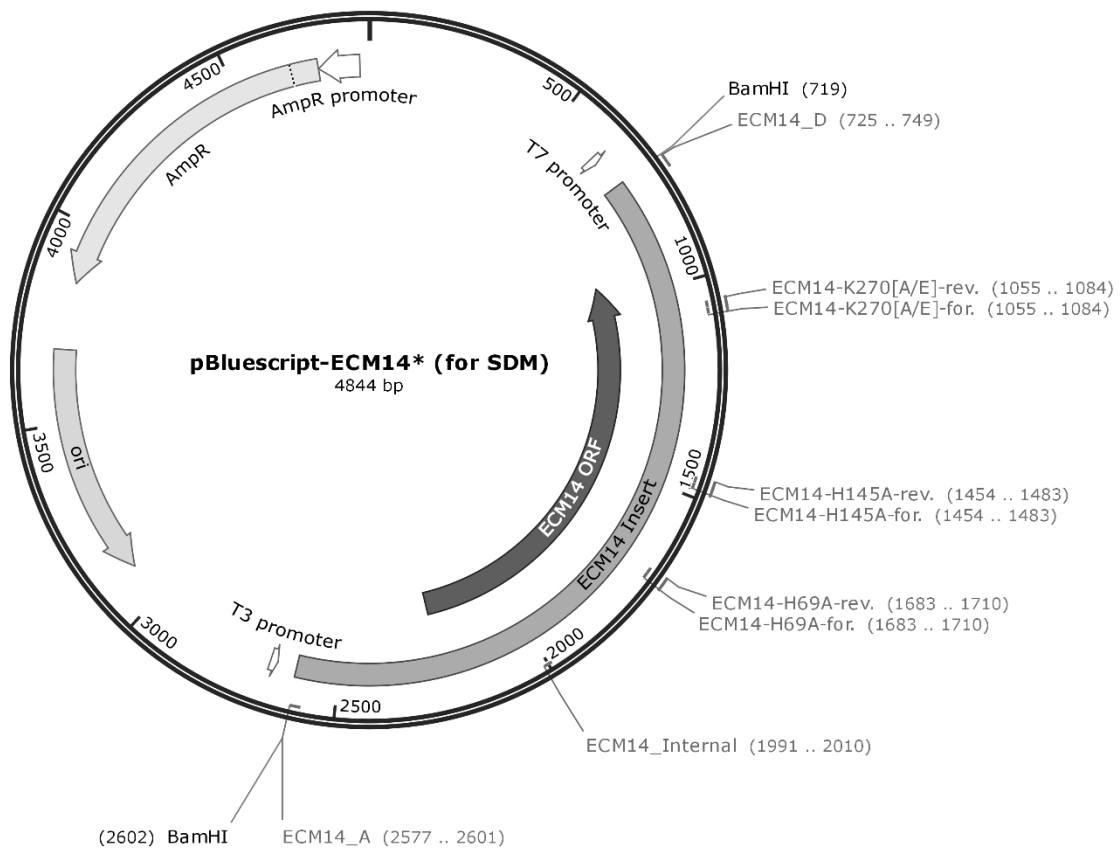 4500
AmpR promoter
AmpR
4000
500
BamHI (719)
ECM14_D (725 .. 749)
T7 promoter
1000
ECM14-K270[A/E]-rev. (1055 .. 1084)
ECM14-K270[A/E]-for. (1055 .. 1084)
pBluescript-ECM14* (for SDM)
4844 bp
3500
ori
ECM14 ORF
ECM14 Insert
1500
ECM14-H145A-rev. (1454 .. 1483)
ECM14-H145A-for. (1454 .. 1483)
ECM14-H69A-rev. (1683 .. 1710)
ECM14-H69A-for. (1683 .. 1710)
3000
T3 promoter
2000
2500
ECM14_Internal (1991 .. 2010)
(2602) BamHI
ECM14_A (2577 .. 2601)